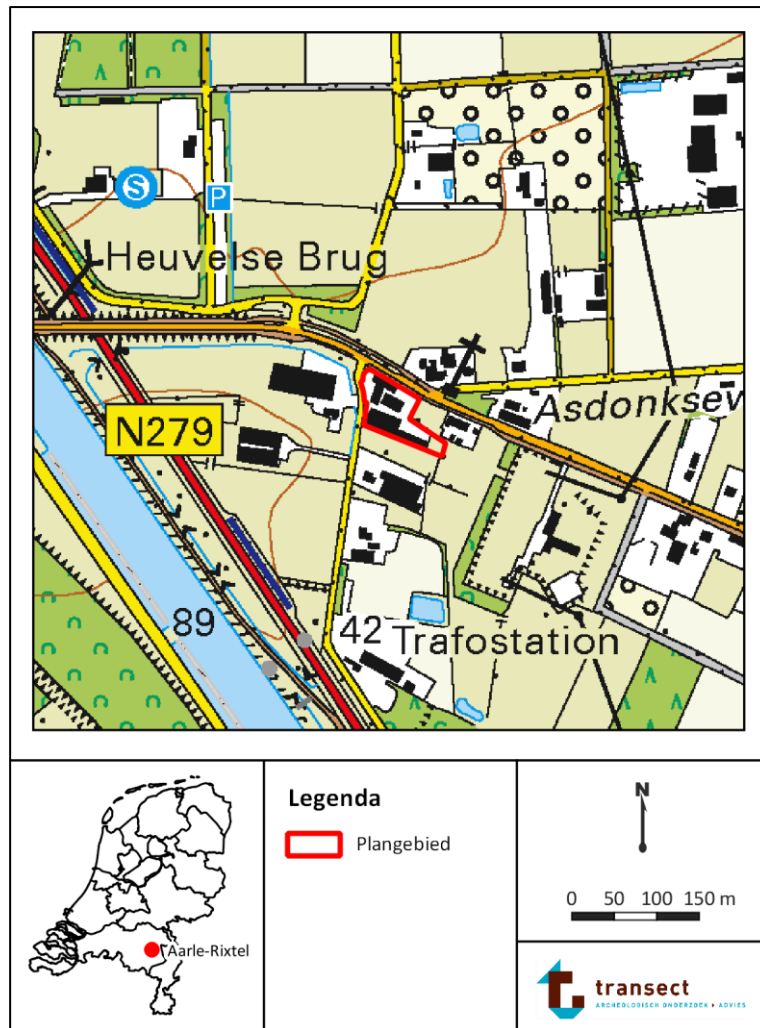 S
P
Heuvelse Brug
N279
Asdonksev
89
42 Trafostation
Aarle-Rixtel
Legenda
Plangebied
N
0 50 100 150 m
transect
ARCHEOLOGISCH ONDERZOEK ▸ ADVIES